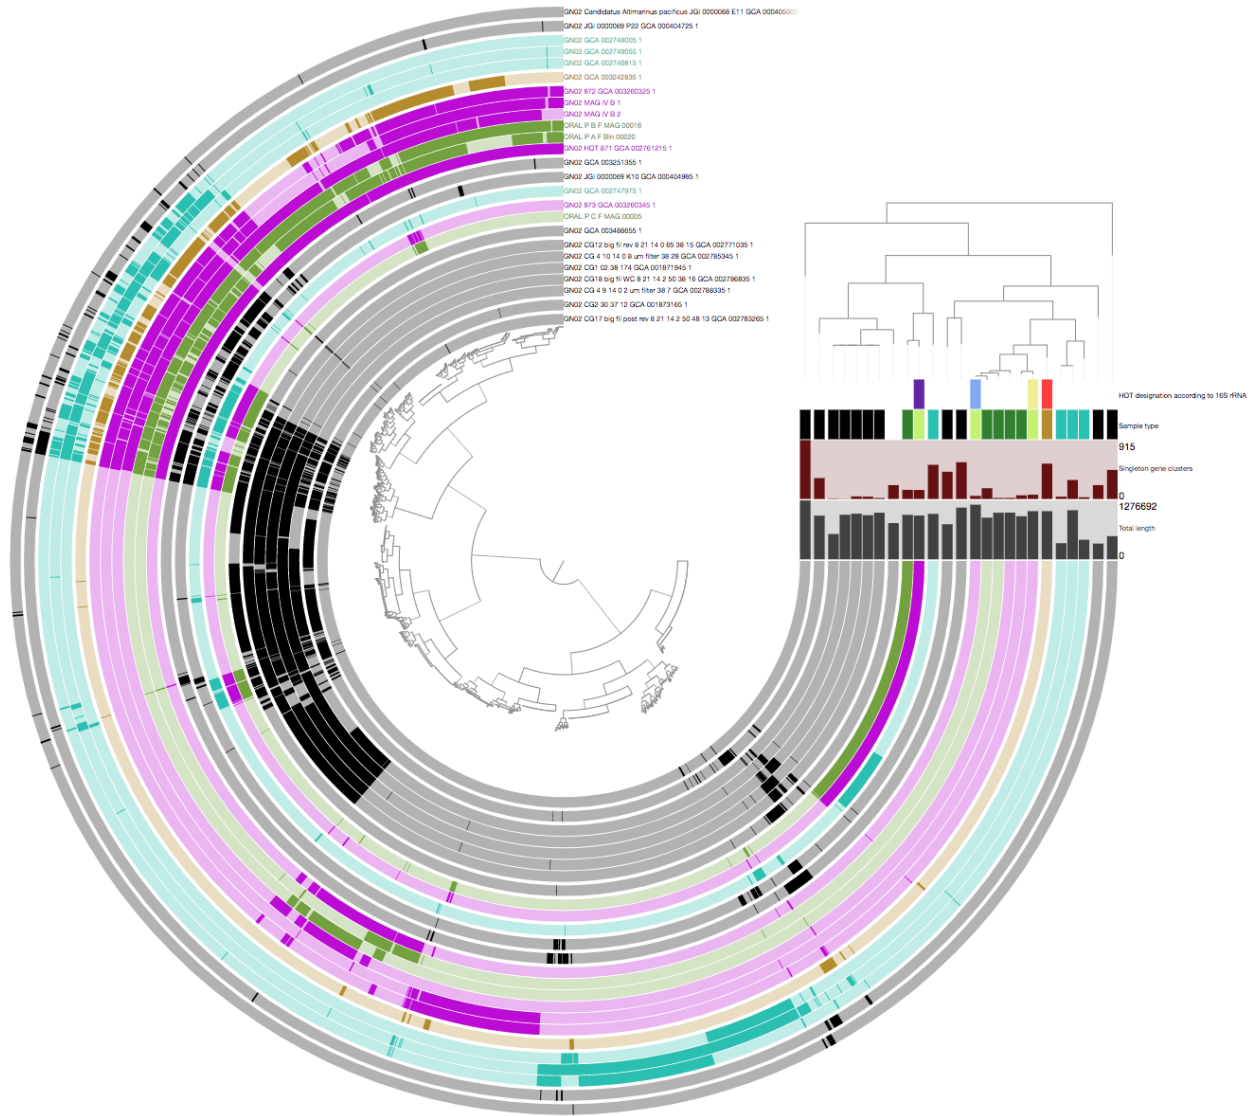 GN02 Candidatus Altimarinus pacificus JGI 0000068 E11 GCA 000405005
GN02 JGI 0000069 P22 GCA 000404725 1
GN02 GCA 002748005 1
GN02 GCA 002749055 1
GN02 GCA 002746815 1
GN02 GCA 003242835 1
GN02 872 GCA 003260325 1
GN02 MAG IV B 1
GN02 MAG IV B 2
ORAL P B F MAG 00016
ORAL P A F Bin 00020
GN02 HOT 871 GCA 002761215 1
GN02 GCA 003251355 1
GN02 JGI 0000069 K10 GCA 000404985 1
GN02 GCA 002747975 1
GN02 873 GCA 003260345 1
ORAL P C F MAG 00005
GN02 GCA 003488655 1
GN02 CG12 big fil rev 8 21 14 0 65 38 15 GCA 002771035 1
GN02 CG 4 10 14 0 8 um filter 38 28 GCA 002785345 1
GN02 CG1 02 38 174 GCA 001871945 1
GN02 CG18 big fil WC 8 21 14 2 50 38 16 GCA 002786835 1
GN02 CG 4 9 14 0 2 um filter 38 7 GCA 002788335 1
GN02 CG2 30 37 12 GCA 001873165 1
GN02 CG17 big fil post rev 8 21 14 2 50 48 13 GCA 002783265 1
HOT designation according to 16S rRNA
Sample type
915
Singleton gene clusters
0
1276692
Total length
0